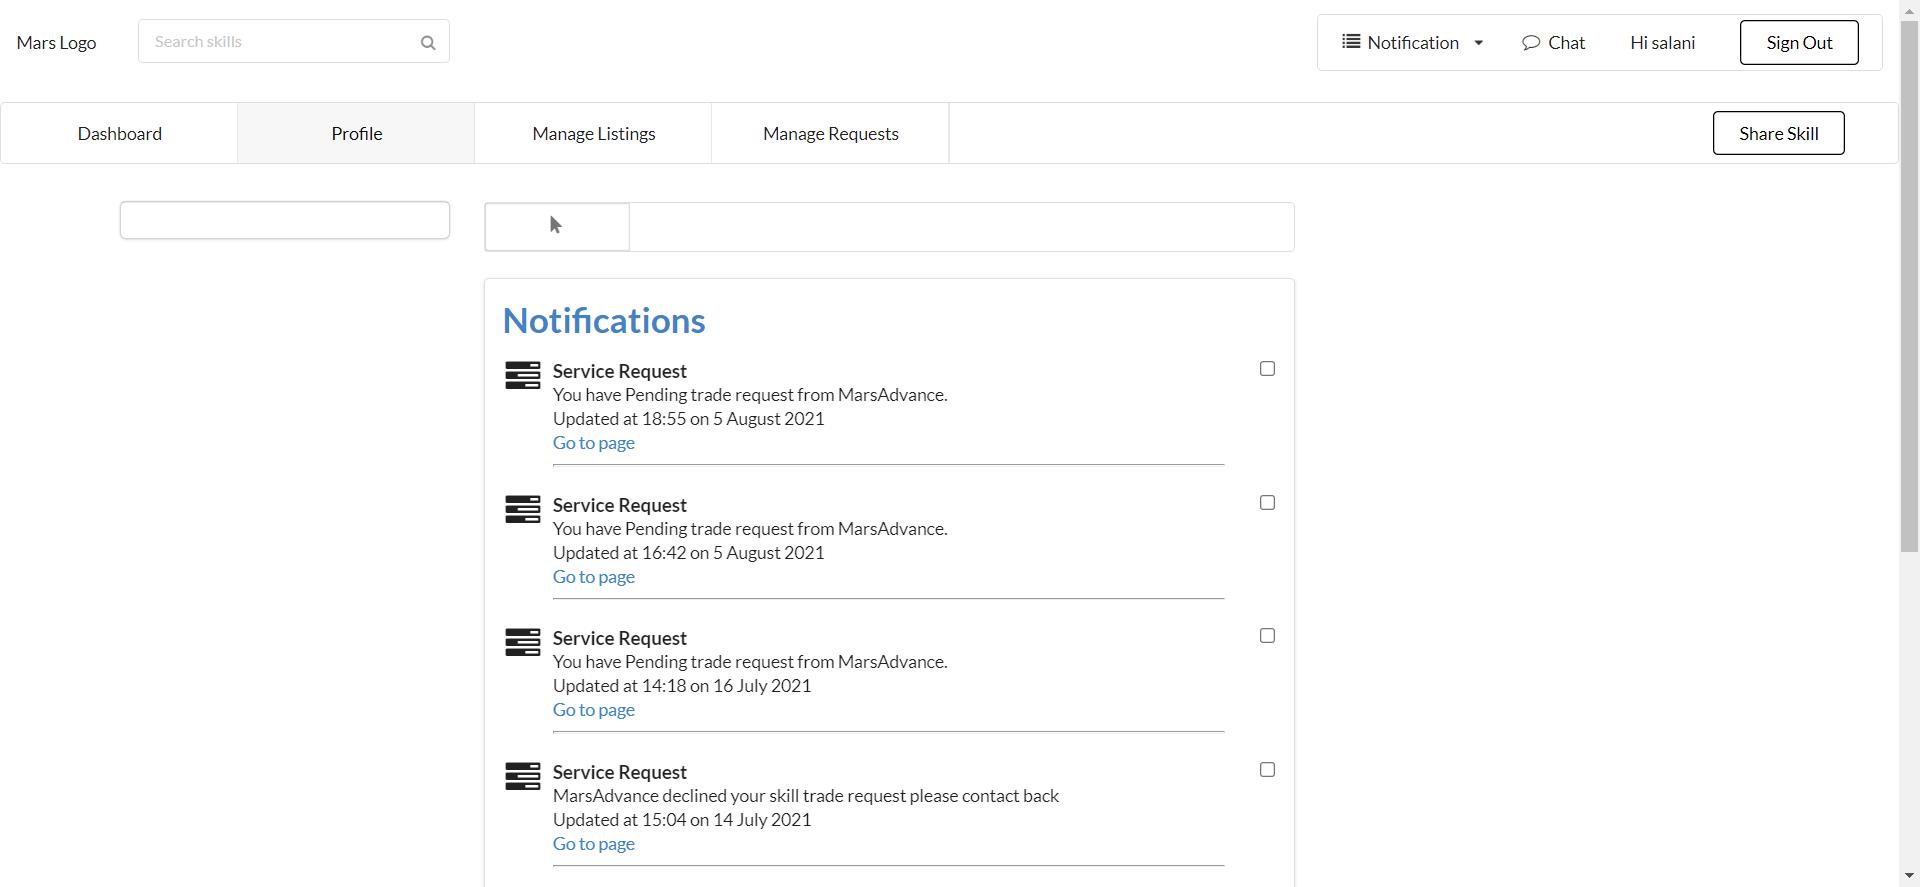 Mars Logo
Search skills
Notification
Chat
Hi salani
Sign Out
Dashboard
Profile
Manage Listings
Manage Requests
Share Skill
Notifications
Service Request
You have Pending trade request from MarsAdvance.
Updated at 18:55 on 5 August 2021
Go to page
Service Request
You have Pending trade request from MarsAdvance.
Updated at 16:42 on 5 August 2021
Go to page
Service Request
You have Pending trade request from MarsAdvance.
Updated at 14:18 on 16 July 2021
Go to page
Service Request
MarsAdvance declined your skill trade request please contact back
Updated at 15:04 on 14 July 2021
Go to page